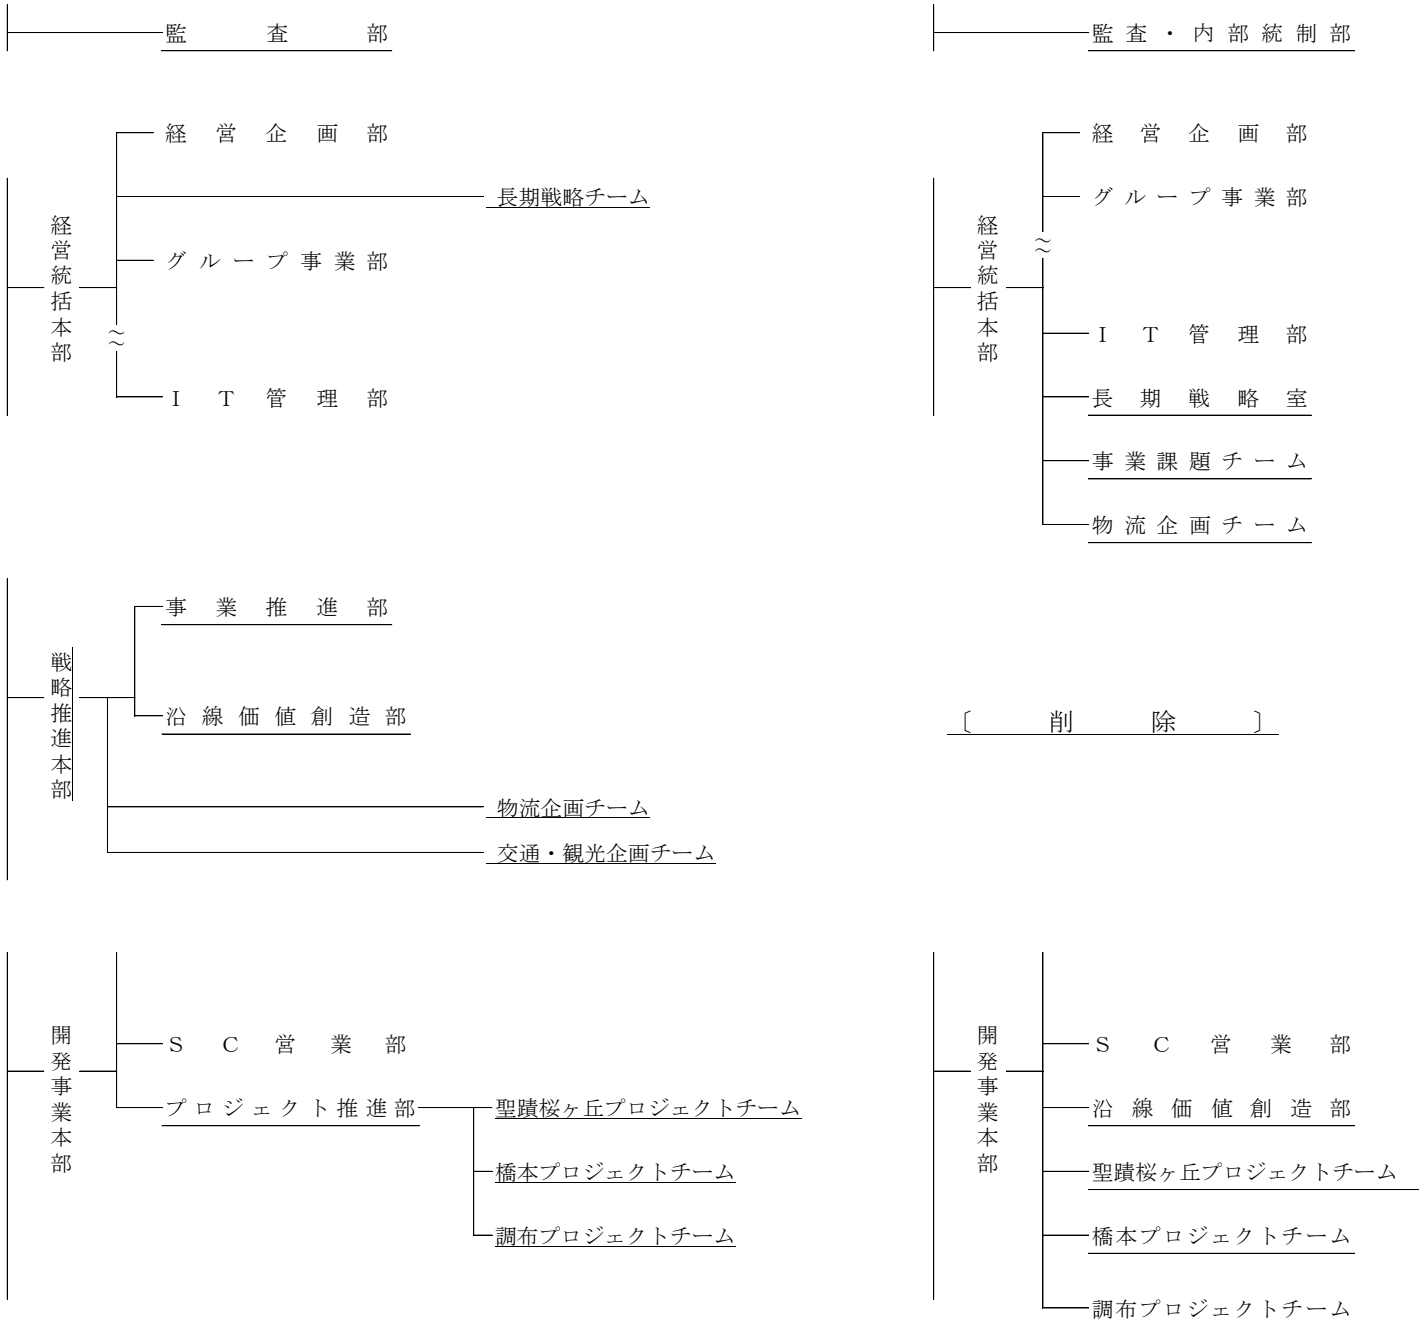 監査部
経営統括本部
経営企画部
長期戦略チーム
グループ事業部
ＩＴ管理部
戦略推進本部
事業推進部
沿線価値創造部
物流企画チーム
交通・観光企画チーム
開発事業本部
ＳＣ営業部
プロジェクト推進部
聖蹟桜ヶ丘プロジェクトチーム
橋本プロジェクトチーム
調布プロジェクトチーム
監査・内部統制部
経営統括本部
経営企画部
グループ事業部
ＩＴ管理部
長期戦略室
事業課題チーム
物流企画チーム
〔削除〕
開発事業本部
ＳＣ営業部
沿線価値創造部
聖蹟桜ヶ丘プロジェクトチーム
橋本プロジェクトチーム
調布プロジェクトチーム